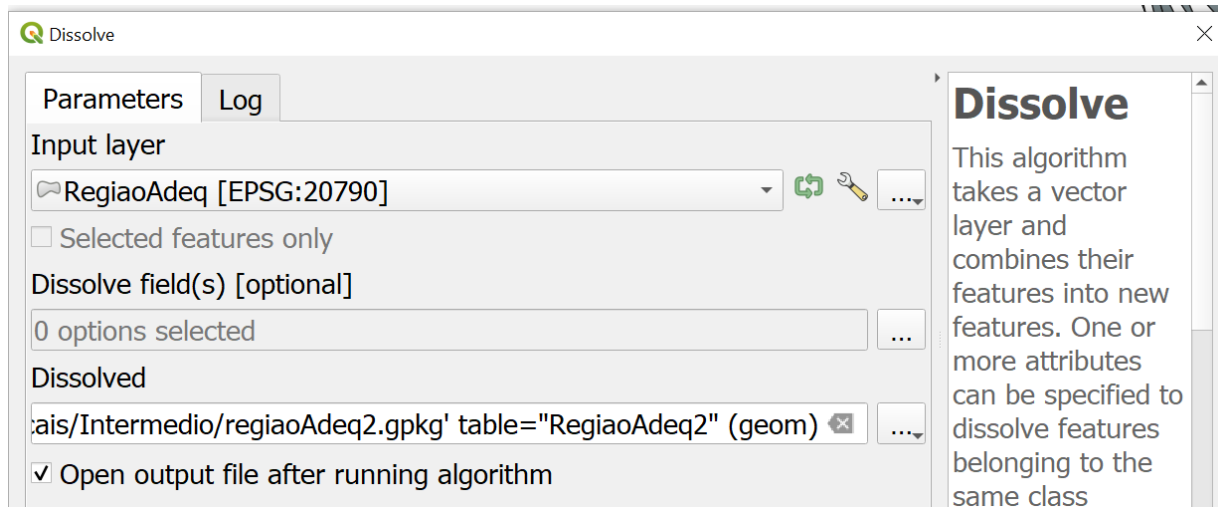 Dissolve
Parameters
Log
Input layer
RegiaoAdeq [EPSG:20790]
...
Selected features only
Dissolve field(s) [optional]
0 options selected
...
Dissolved
cais/Intermedio/regiaoAdeq2.gpkg' table="RegiaoAdeq2" (geom)
...
Open output file after running algorithm
Dissolve
This algorithm
takes a vector
layer and
combines their
features into new
features. One or
more attributes
can be specified to
dissolve features
belonging to the
same class